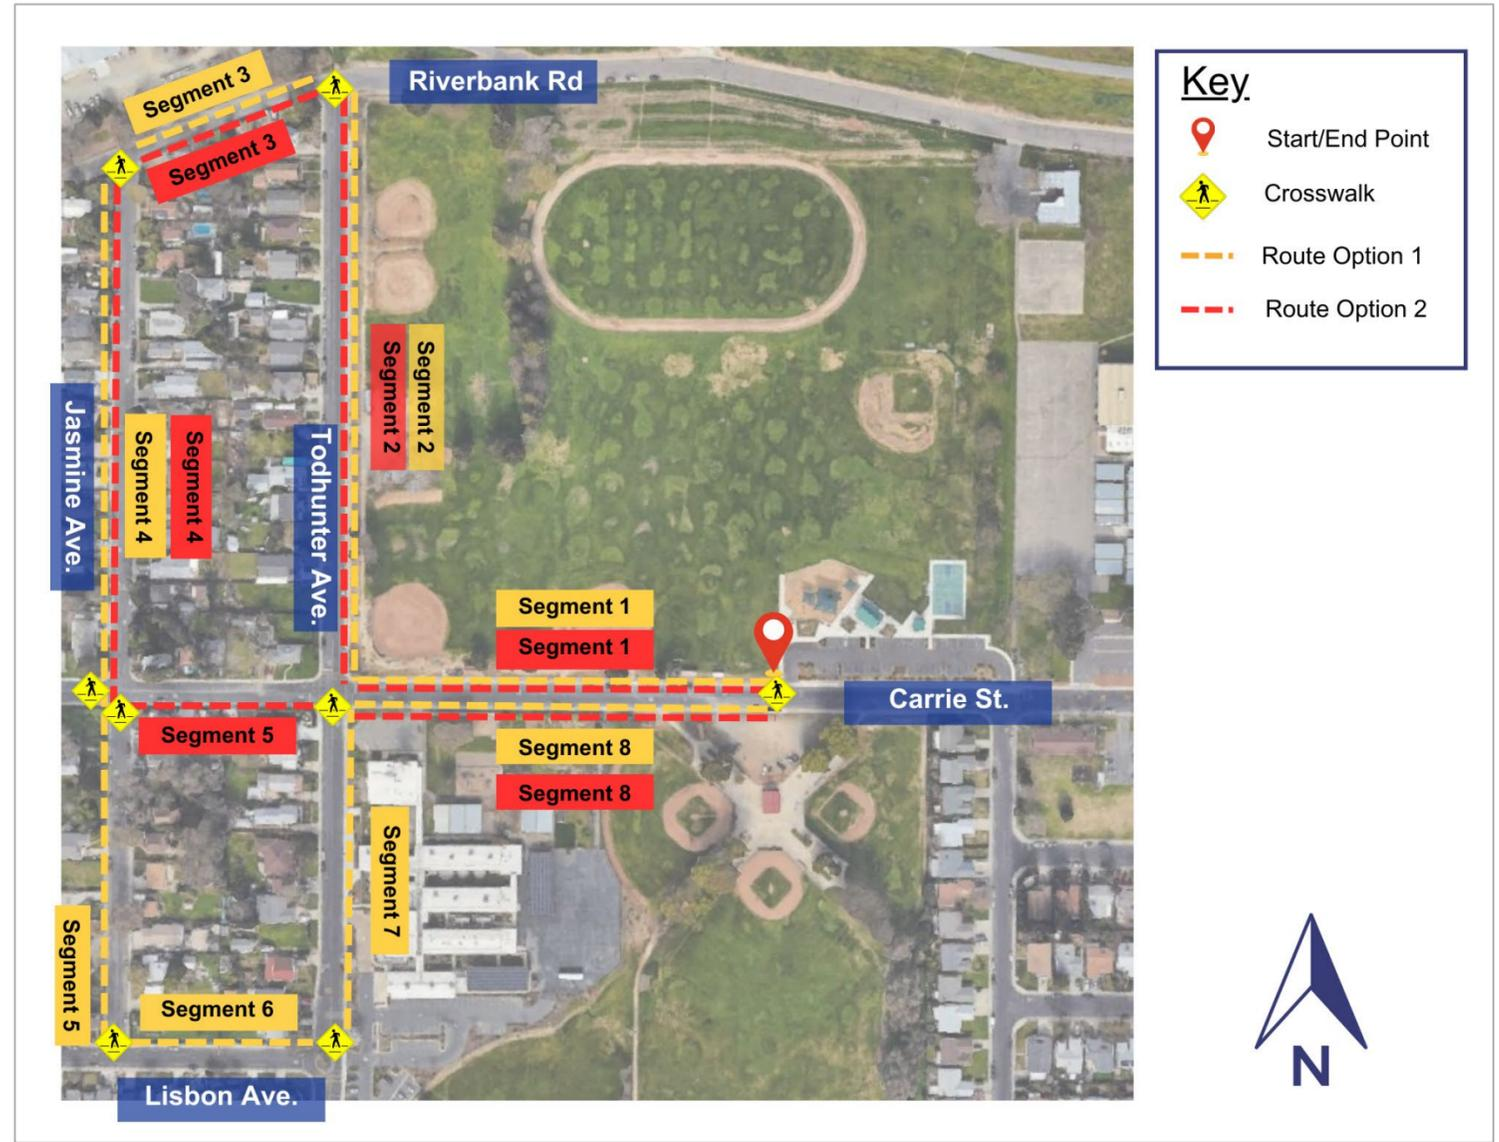 Riverbank Rd
Key
Start/End Point
Crosswalk
Route Option 1
Route Option 2
Segment 3
Segment 3
Segment 2
Segment 2
Jasmine Ave.
Segment 4
Segment 4
Todhunter Ave.
Segment 1
Segment 1
Carrie St.
Segment 5
Segment 8
Segment 8
Segment 7
Segment 5
Segment 6
Lisbon Ave.
N